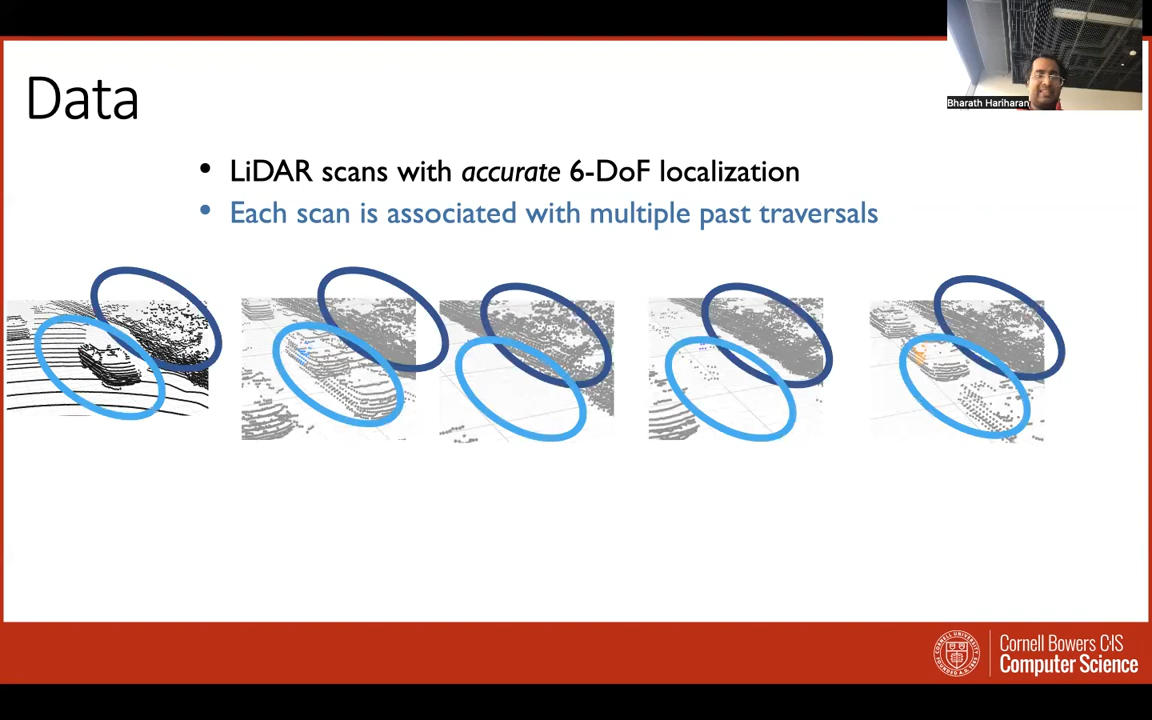 Data
Bharath Hariharan
• LiDAR scans with accurate 6-DoF localization
• Each scan is associated with multiple past traversals
Cornell Bowers C·IS
Computer Science